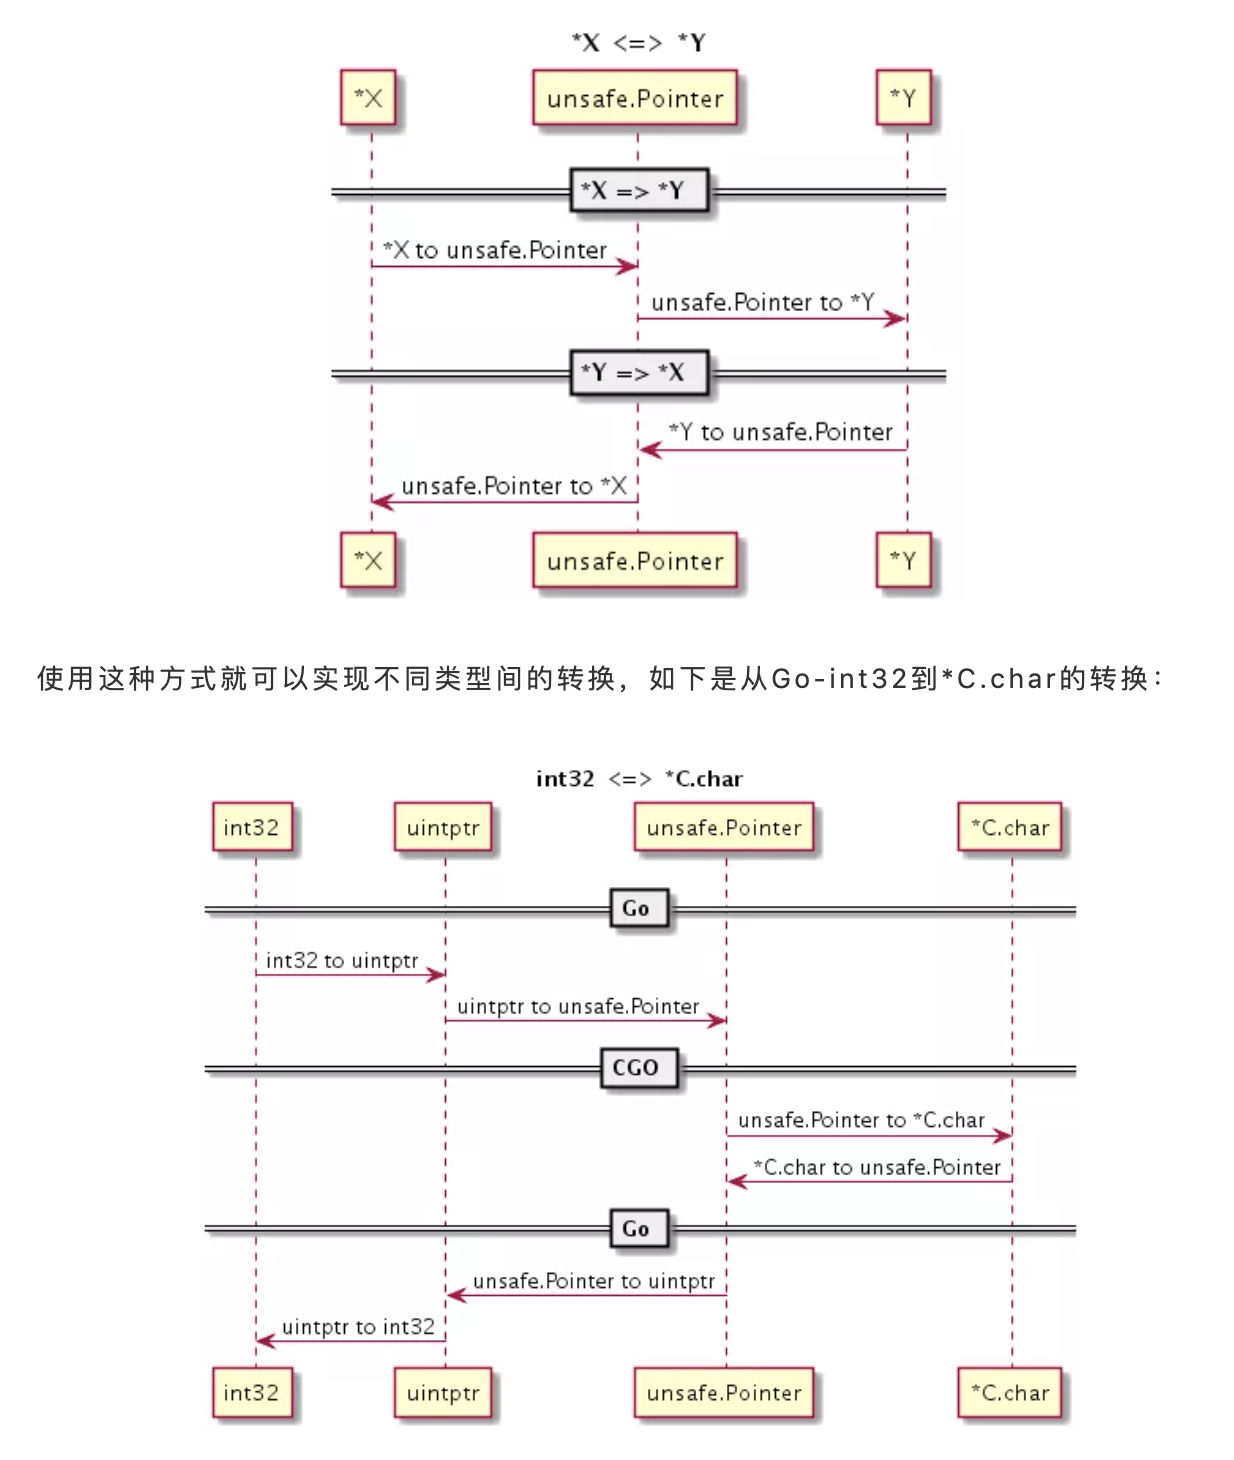 *X <=> *Y
*X unsafe.Pointer *Y
*X => *Y
*X to unsafe.Pointer
unsafe.Pointer to *Y
*Y => *X
*Y to unsafe.Pointer
unsafe.Pointer to *X
*X unsafe.Pointer *Y
使用这种方式就可以实现不同类型间的转换，如下是从Go-int32到*C.char的转换：
int32 <=> *C.char
int32 uintptr unsafe.Pointer *C.char
Go
int32 to uintptr
uintptr to unsafe.Pointer
CGO
unsafe.Pointer to *C.char
*C.char to unsafe.Pointer
Go
unsafe.Pointer to uintptr
uintptr to int32
int32 uintptr unsafe.Pointer *C.char